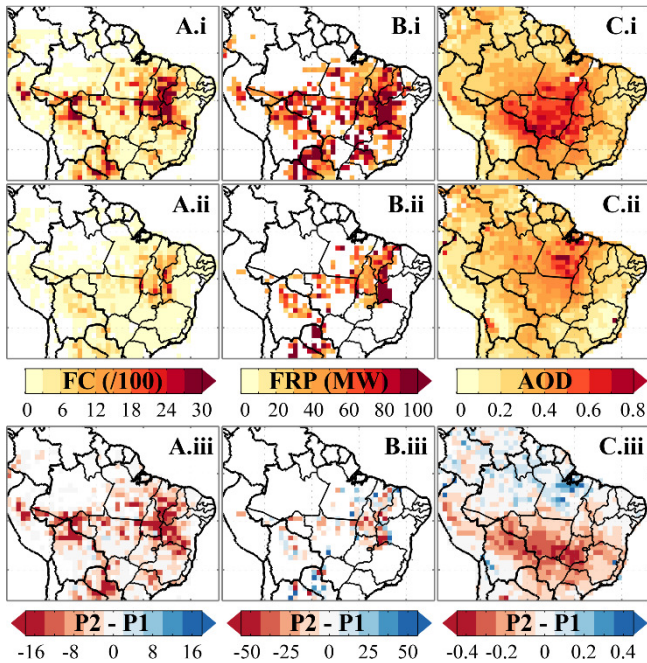 A.i B.i C.i
A.ii B.ii C.ii
FC (/100) FRP (MW) AOD
0 6 12 18 24 30 0 20 40 60 80 100 0 0.2 0.4 0.6 0.8
A.iii B.iii C.iii
P2 - P1 P2 - P1 P2 - P1
-16 -8 0 8 16 -50 -25 0 25 50 -0.4 -0.2 0 0.2 0.4